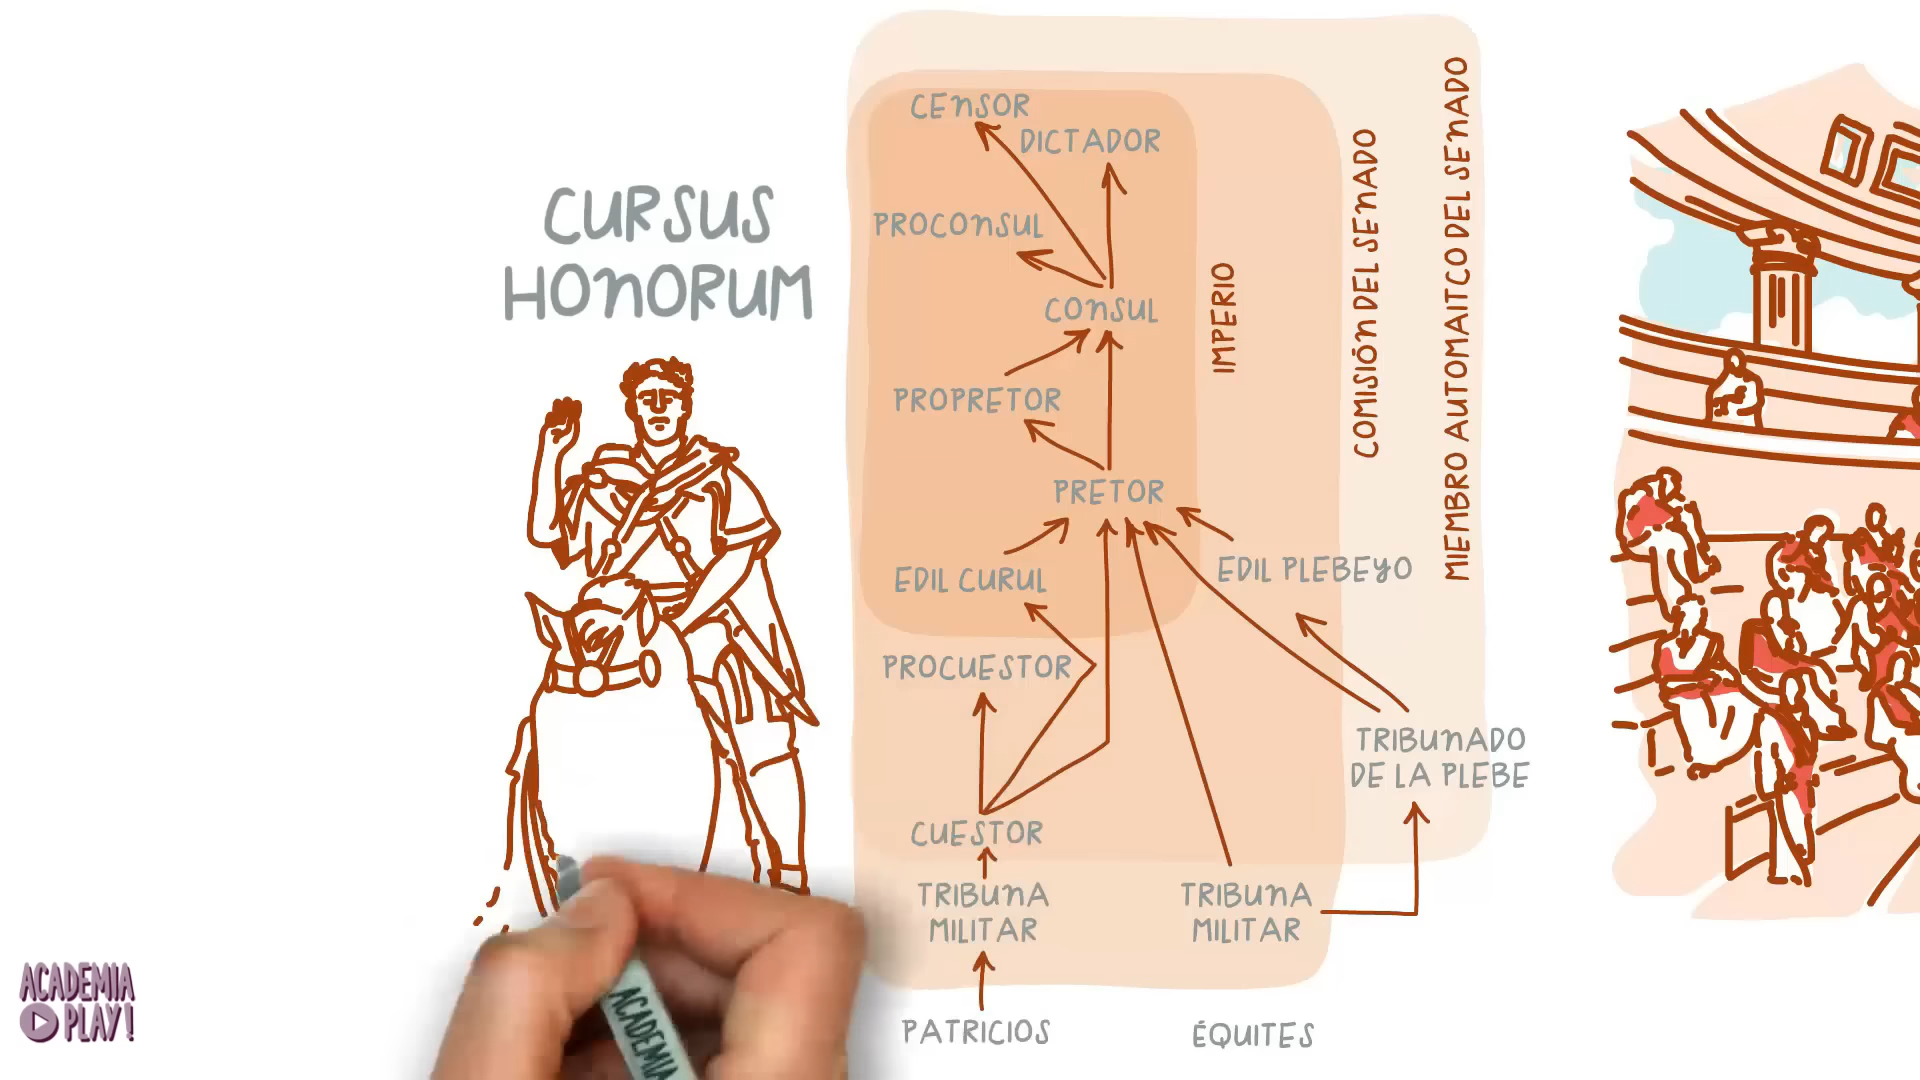 CURSUS
HONORUM
CENSOR
DICTADOR
PROCONSUL
CONSUL
PROPRETOR
PRETOR
EDIL CURUL
EDIL PLEBEYO
PROCUESTOR
TRIBUNADO
DE LA PLEBE
CUESTOR
TRIBUNA
MILITAR
TRIBUNA
MILITAR
PATRICIOS
ÉQUITES
IMPERIO
COMISIÓN DEL SENADO
MIEMBRO AUTOMAITCO DEL SENADO
ACADEMIA
PLAY!
ACADEMIA